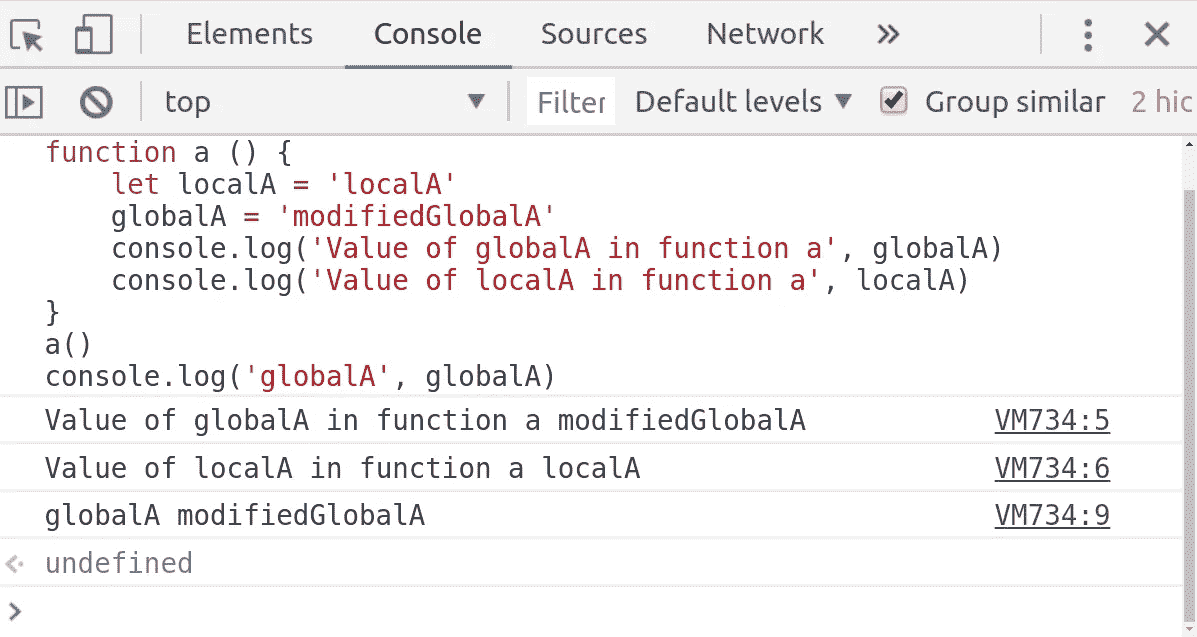 Elements Console Sources Network »
top ▼ Filter Default levels ▼ Group similar 2 hic
function a () {
    let localA = 'localA'
    globalA = 'modifiedGlobalA'
    console.log('Value of globalA in function a', globalA)
    console.log('Value of localA in function a', localA)
}
a()
console.log('globalA', globalA)
Value of globalA in function a modifiedGlobalA VM734:5
Value of localA in function a localA VM734:6
globalA modifiedGlobalA VM734:9
undefined
>